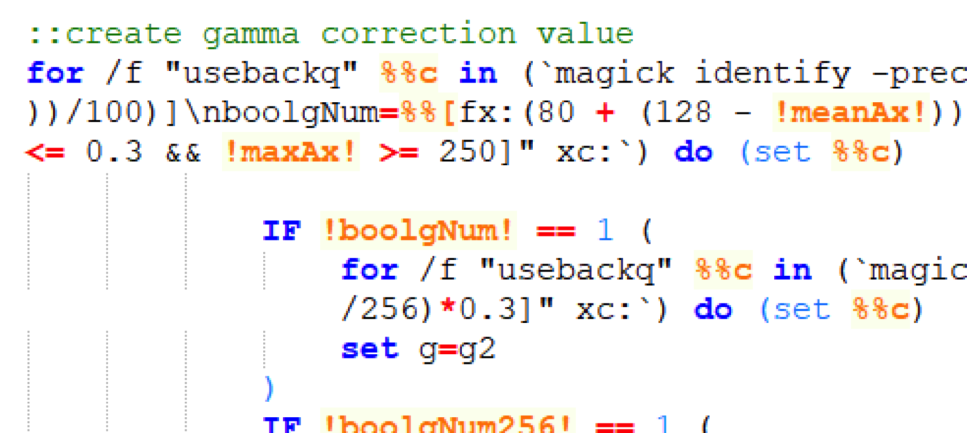 ::create gamma correction value
for /f "usebackq" %%c in (`magick identify -prec
))/100)]\nboolgNum=%%[fx:(80 + (128 - !meanAx!))
<= 0.3 && !maxAx! >= 250]" xc:`) do (set %%c)
IF !boolgNum! == 1 (
for /f "usebackq" %%c in (`magic
/256)*0.3]" xc:`) do (set %%c)
set g=g2
)
IF !boolgNum256! == 1 (